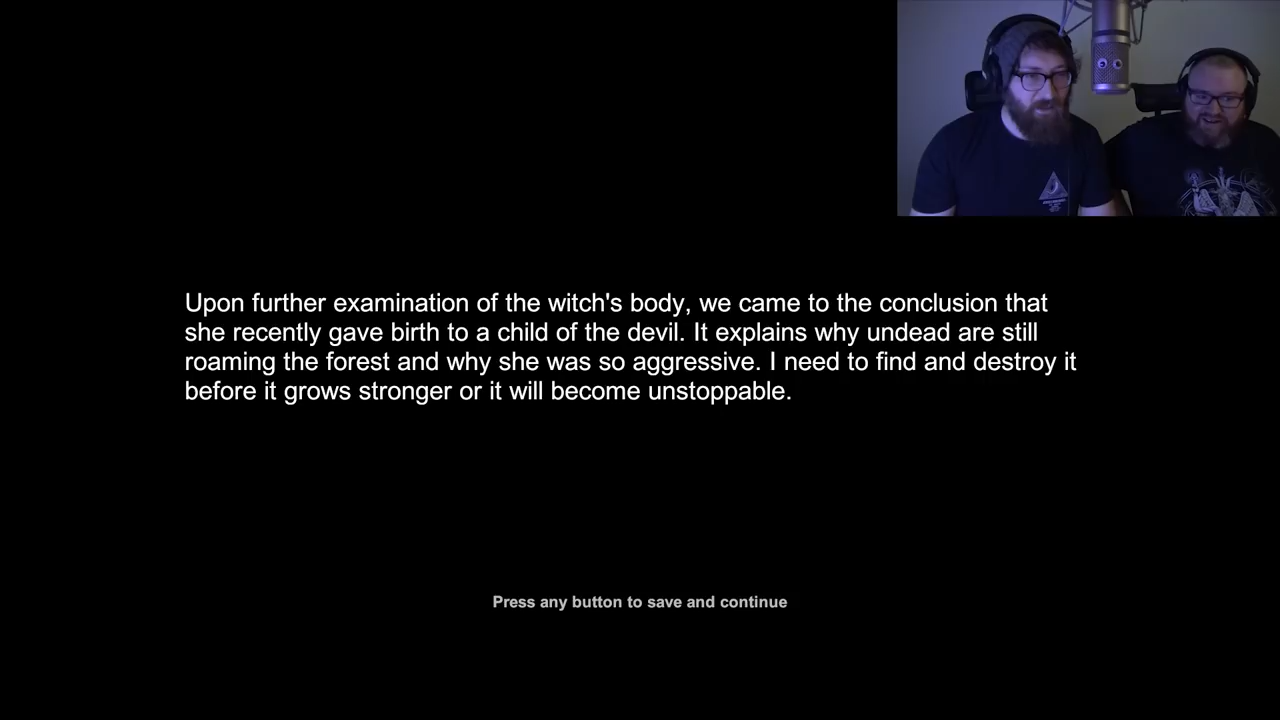 Upon further examination of the witch's body, we came to the conclusion that
she recently gave birth to a child of the devil. It explains why undead are still
roaming the forest and why she was so aggressive. I need to find and destroy it
before it grows stronger or it will become unstoppable.
Press any button to save and continue